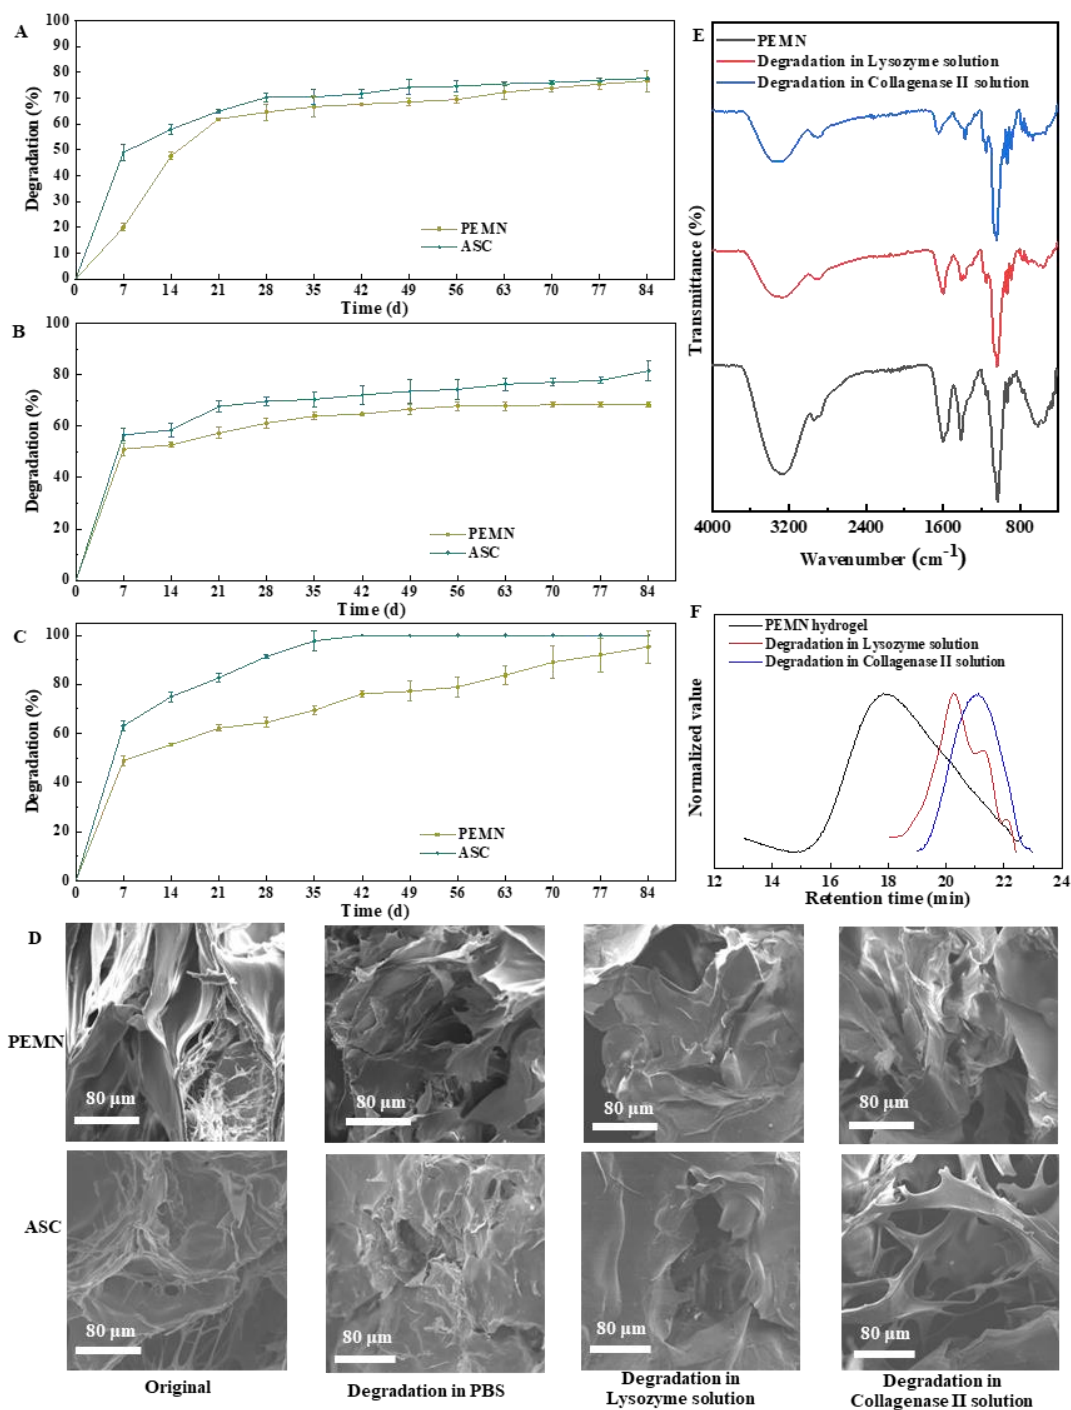 A
100
90
80
70
60
50
40
30
20
10
0
Degradation (%)
PEMN
ASC
0 7 14 21 28 35 42 49 56 63 70 77 84
Time (d)
B
100
80
60
40
20
0
Degradation (%)
PEMN
ASC
0 7 14 21 28 35 42 49 56 63 70 77 84
Time (d)
C
100
80
60
40
20
0
Degradation (%)
PEMN
ASC
0 7 14 21 28 35 42 49 56 63 70 77 84
Time (d)
E
PEMN
Degradation in Lysozyme solution
Degradation in Collagenase II solution
Transmittance (%)
4000 3200 2400 1600 800
Wavenumber (cm⁻¹)
F
PEMN hydrogel
Degradation in Lysozyme solution
Degradation in Collagenase II solution
Normalized value
12 14 16 18 20 22 24
Retention time (min)
D
PEMN
80 μm
80 μm
80 μm
80 μm
ASC
80 μm
80 μm
80 μm
80 μm
Original
Degradation in PBS
Degradation in
Lysozyme solution
Degradation in
Collagenase II solution